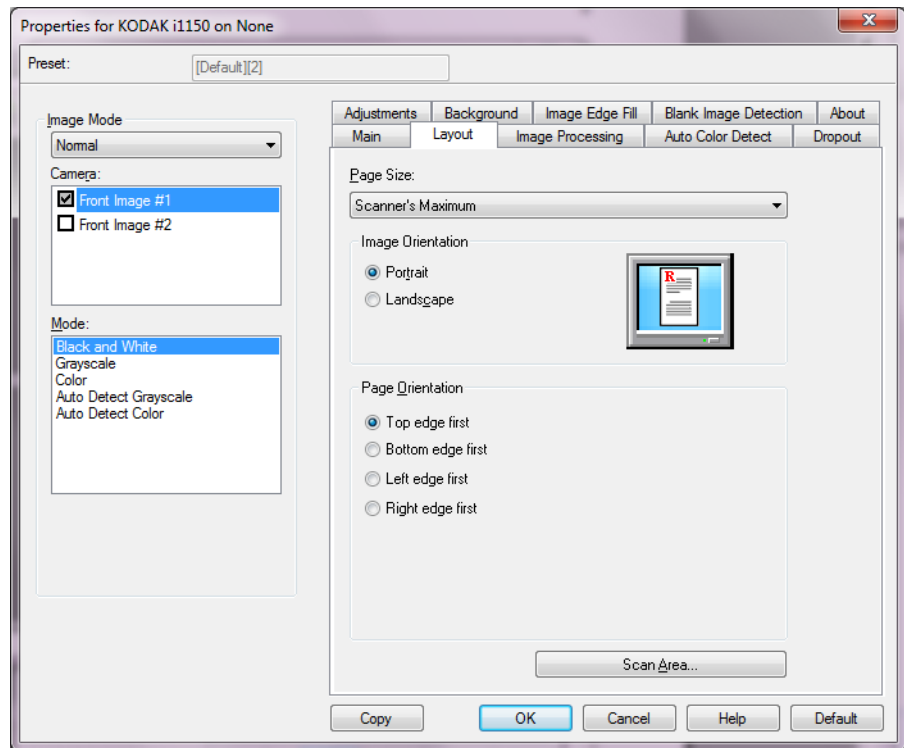 Properties for KODAK i1150 on None
x
Preset:
[Default][2]
Image Mode
Normal
Camera:
Front Image #1
Front Image #2
Mode:
Black and White
Grayscale
Color
Auto Detect Grayscale
Auto Detect Color
Adjustments Background Image Edge Fill Blank Image Detection About
Main Layout Image Processing Auto Color Detect Dropout
Page Size:
Scanner's Maximum
Image Orientation
Portrait
Landscape
R
Page Orientation
Top edge first
Bottom edge first
Left edge first
Right edge first
Scan Area...
Copy OK Cancel Help Default